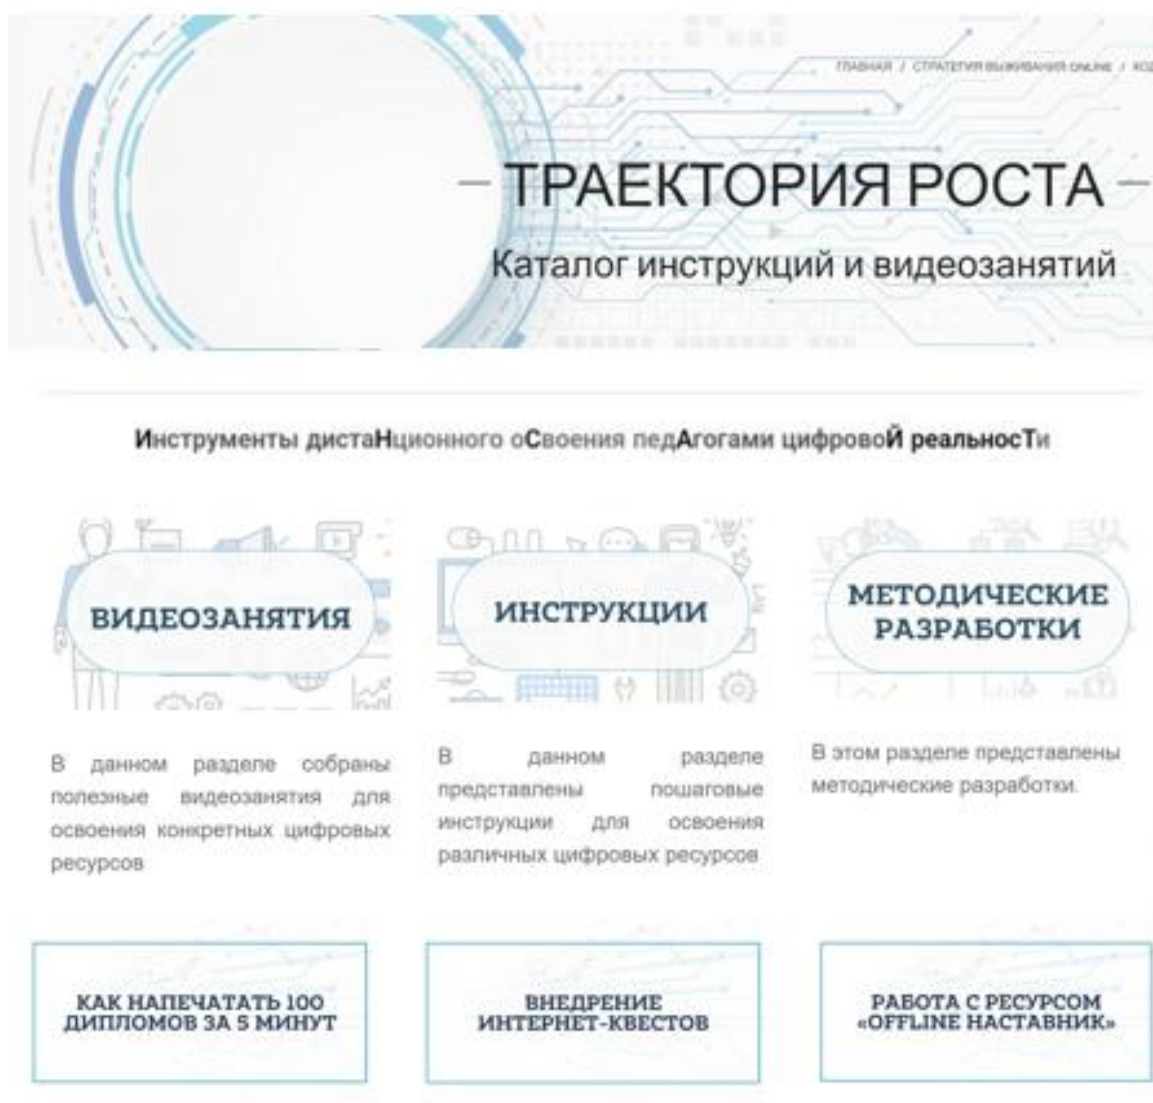 ГЛАВНАЯ / СТРАТЕГИЯ ВЫЖИВАНИЯ ONLINE / КОД
ТРАЕКТОРИЯ РОСТА
Каталог инструкций и видеозанятий
Инструменты дистаНционного оСвоения педАгогами цифровоЙ реальносТи
ВИДЕОЗАНЯТИЯ
ИНСТРУКЦИИ
МЕТОДИЧЕСКИЕ
РАЗРАБОТКИ
В данном разделе собраны
полезные видеозанятия для
освоения конкретных цифровых
ресурсов
В данном разделе
представлены пошаговые
инструкции для освоения
различных цифровых ресурсов
В этом разделе представлены
методические разработки.
КАК НАПЕЧАТАТЬ 100
ДИПЛОМОВ ЗА 5 МИНУТ
ВНЕДРЕНИЕ
ИНТЕРНЕТ-КВЕСТОВ
РАБОТА С РЕСУРСОМ
«OFFLINE НАСТАВНИК»